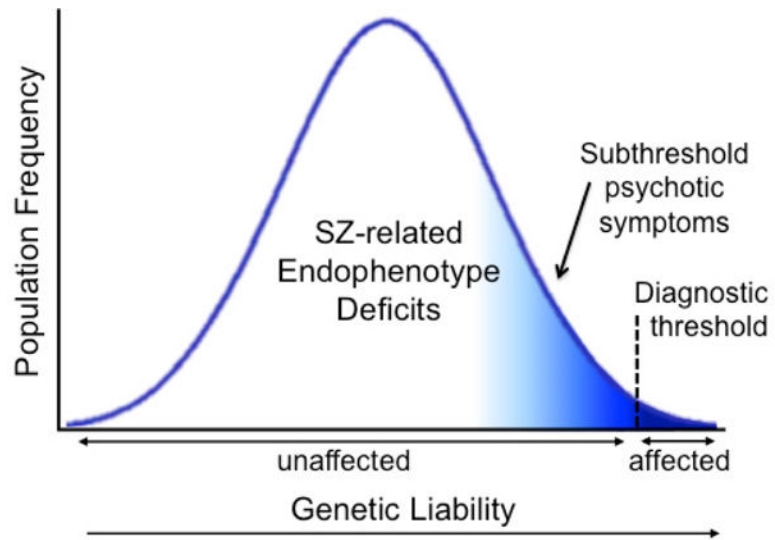 Population Frequency
SZ-related
Endophenotype
Deficits
Subthreshold
psychotic
symptoms
Diagnostic
threshold
unaffected
affected
Genetic Liability